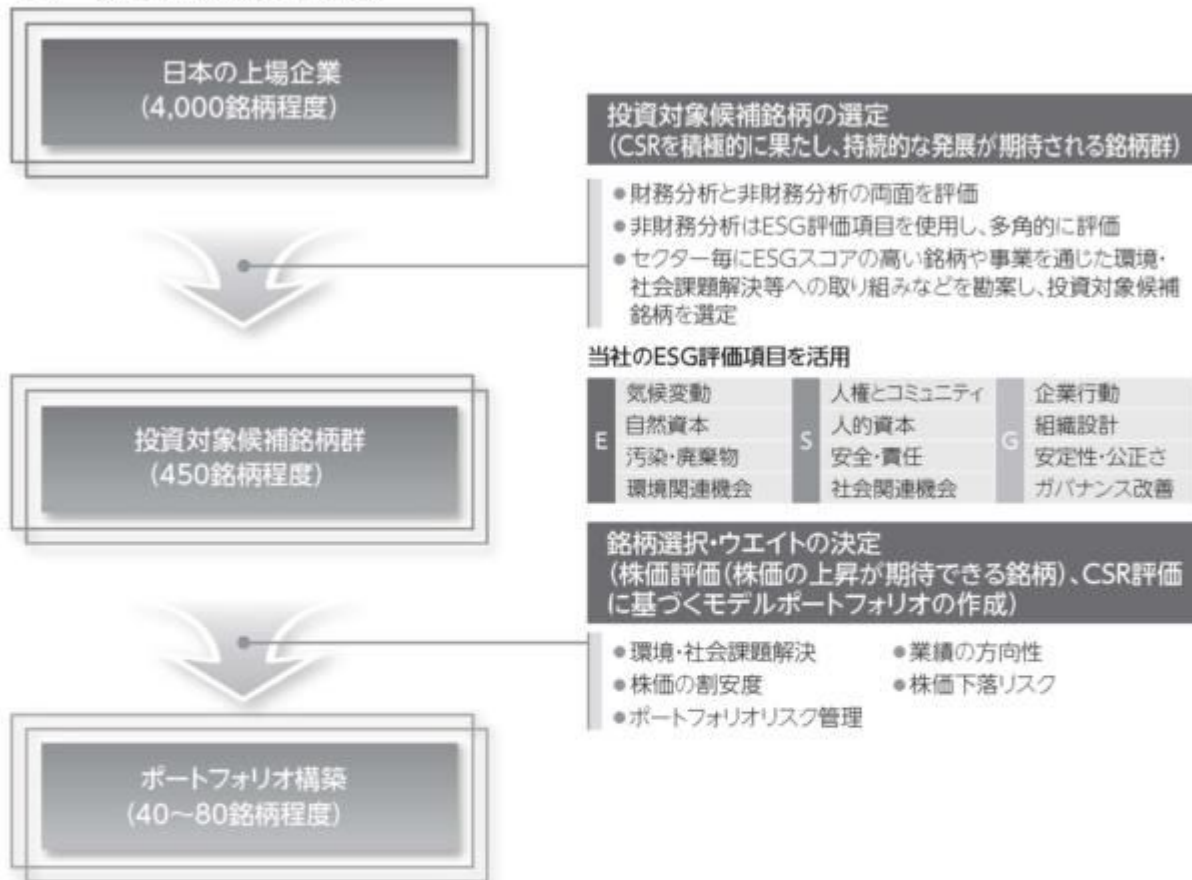 日本の上場企業
(4,000銘柄程度)
投資対象候補銘柄の選定
(CSRを積極的に果たし、持続的な発展が期待される銘柄群)
●財務分析と非財務分析の両面を評価
●非財務分析はESG評価項目を使用し、多角的に評価
●セクター毎にESGスコアの高い銘柄や事業を通じた環境・
社会課題解決等への取り組みなどを勘案し、投資対象候補
銘柄を選定
当社のESG評価項目を活用
E
気候変動
自然資本
汚染・廃棄物
環境関連機会
S
人権とコミュニティ
人的資本
安全・責任
社会関連機会
G
企業行動
組織設計
安定性・公正さ
ガバナンス改善
投資対象候補銘柄群
(450銘柄程度)
銘柄選択・ウエイトの決定
(株価評価(株価の上昇が期待できる銘柄)、CSR評価
に基づくモデルポートフォリオの作成)
●環境・社会課題解決
●業績の方向性
●株価の割安度
●株価下落リスク
●ポートフォリオリスク管理
ポートフォリオ構築
(40～80銘柄程度)